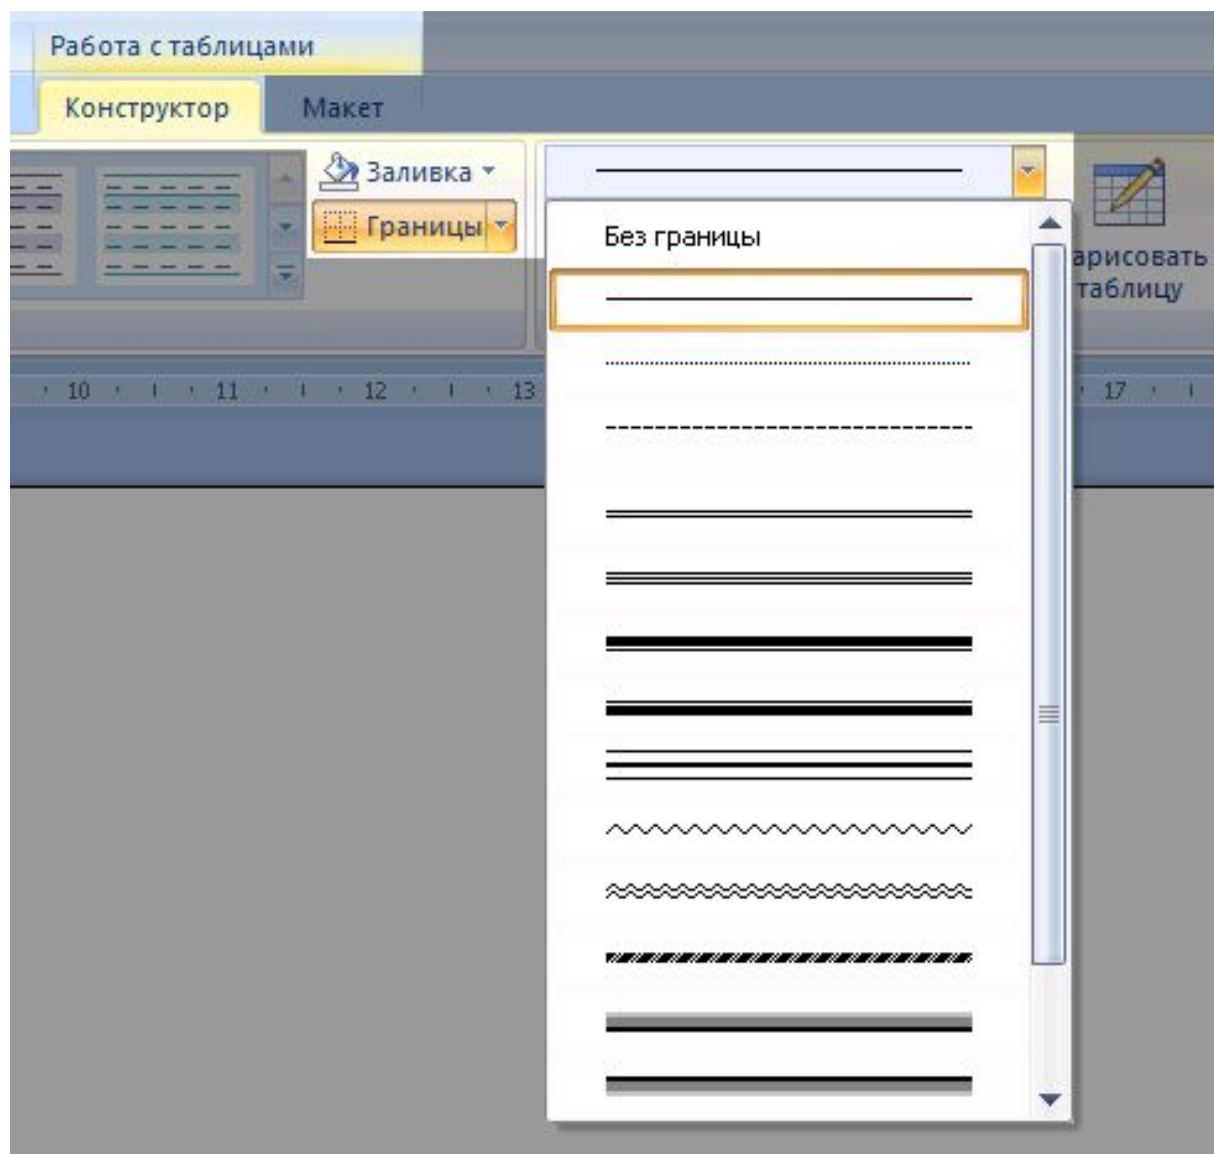 Работа с таблицами
Конструктор Макет
Заливка
Границы
Без границы
арисовать
таблицу
10 11 12 13 17